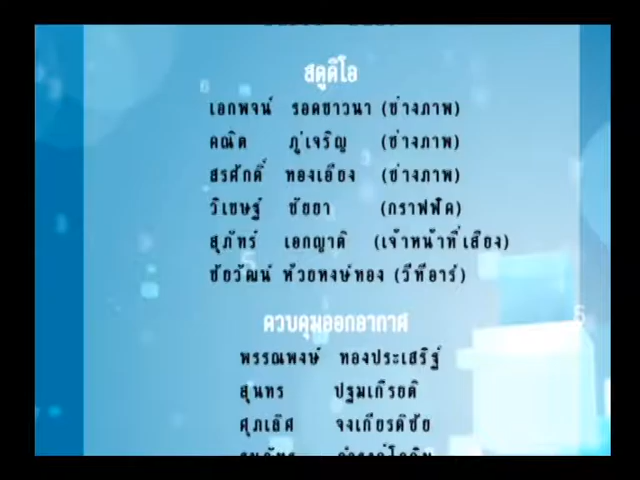 สตูดิโอ
เอกพจน์ รอดชาวนา (ช่างภาพ)
คณิต ภู่เจริญ (ช่างภาพ)
สรศักดิ์ ทองเอียง (ช่างภาพ)
วิเชษฐ์ ชัยยา (กราฟฟิค)
สุภัทร์ เอกญาติ (เจ้าหน้าที่เสียง)
ชัยวัฒน์ ห้วยหงษ์ทอง (วีทีอาร์)
ควบคุมออกอากาศ
พรรณพงษ์ ทองประเสริฐ์
สุนทร ปฐมเกียรติ
ศุภเลิศ จงเกียรติชัย